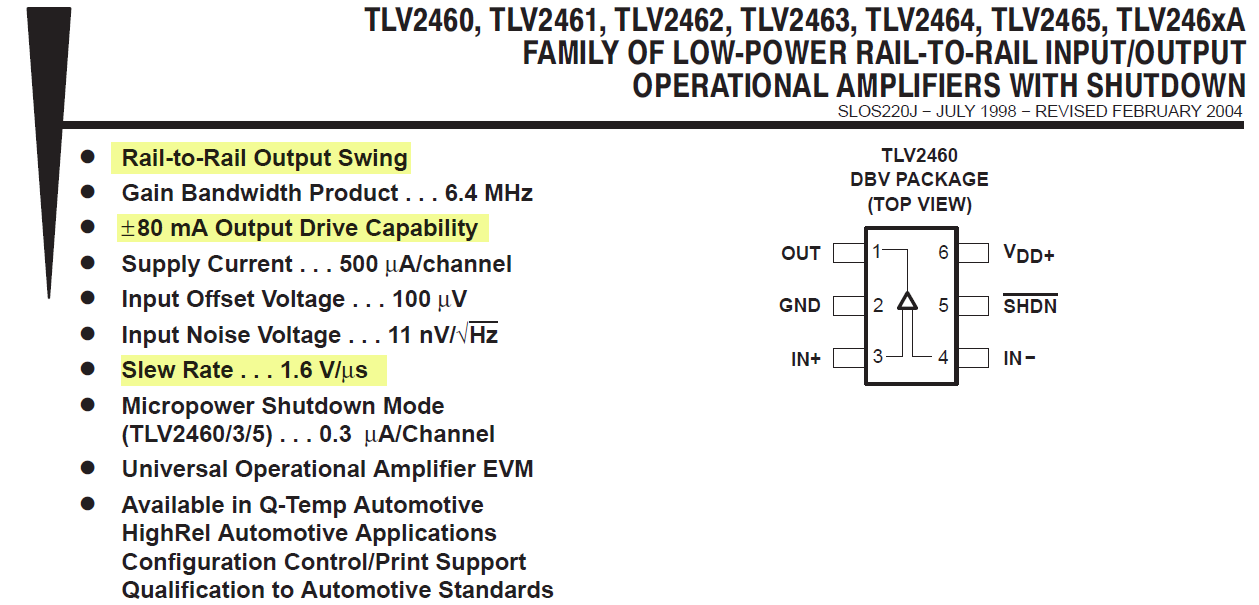 TLV2460, TLV2461, TLV2462, TLV2463, TLV2464, TLV2465, TLV246xA
FAMILY OF LOW-POWER RAIL-TO-RAIL INPUT/OUTPUT
OPERATIONAL AMPLIFIERS WITH SHUTDOWN
SLOS220J − JULY 1998 − REVISED FEBRUARY 2004
● Rail-to-Rail Output Swing
● Gain Bandwidth Product . . . 6.4 MHz
● ±80 mA Output Drive Capability
● Supply Current . . . 500 μA/channel
● Input Offset Voltage . . . 100 μV
● Input Noise Voltage . . . 11 nV/√Hz
● Slew Rate . . . 1.6 V/μs
● Micropower Shutdown Mode
(TLV2460/3/5) . . . 0.3 μA/Channel
● Universal Operational Amplifier EVM
● Available in Q-Temp Automotive
HighRel Automotive Applications
Configuration Control/Print Support
Qualification to Automotive Standards
TLV2460
DBV PACKAGE
(TOP VIEW)
OUT 1 6 VDD+
GND 2 5 SHDN
IN+ 3 4 IN−